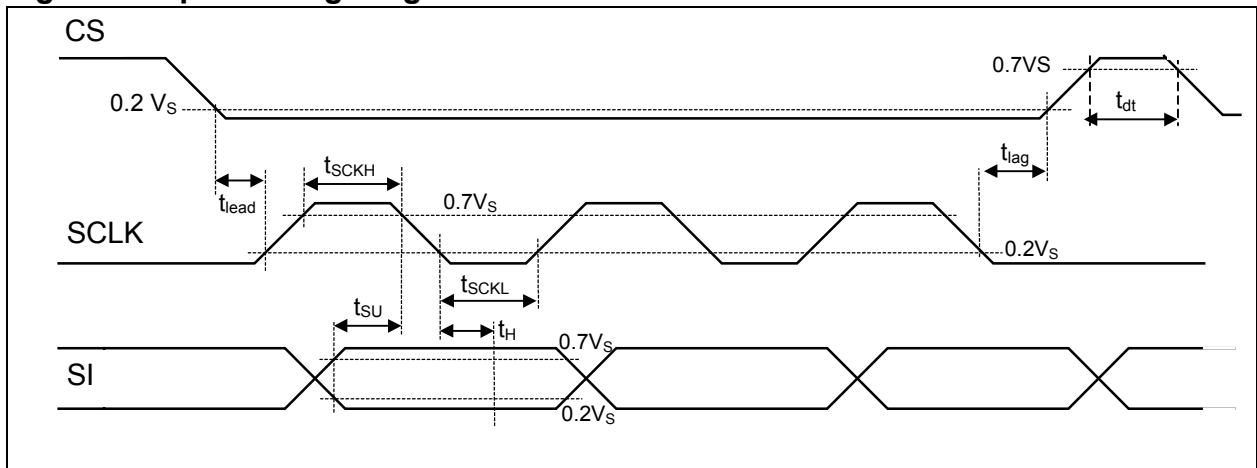 CS
0.7VS
0.2 VS
tdt
tlag
tSCKH
tlead
0.7VS
SCLK
0.2VS
tSCKL
tSU
tH
0.7VS
SI
0.2VS